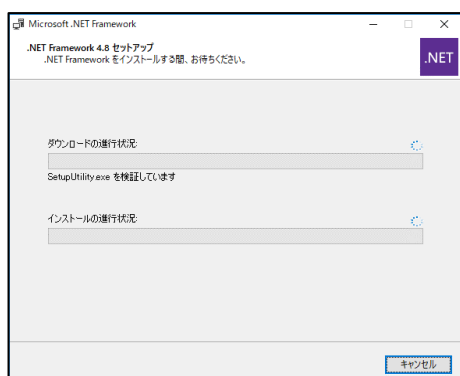 Microsoft .NET Framework
.NET Framework 4.8 セットアップ
.NET Framework をインストールする間、お待ちください。
.NET
ダウンロードの進行状況:
SetupUtility.exe を検証しています
インストールの進行状況:
キャンセル